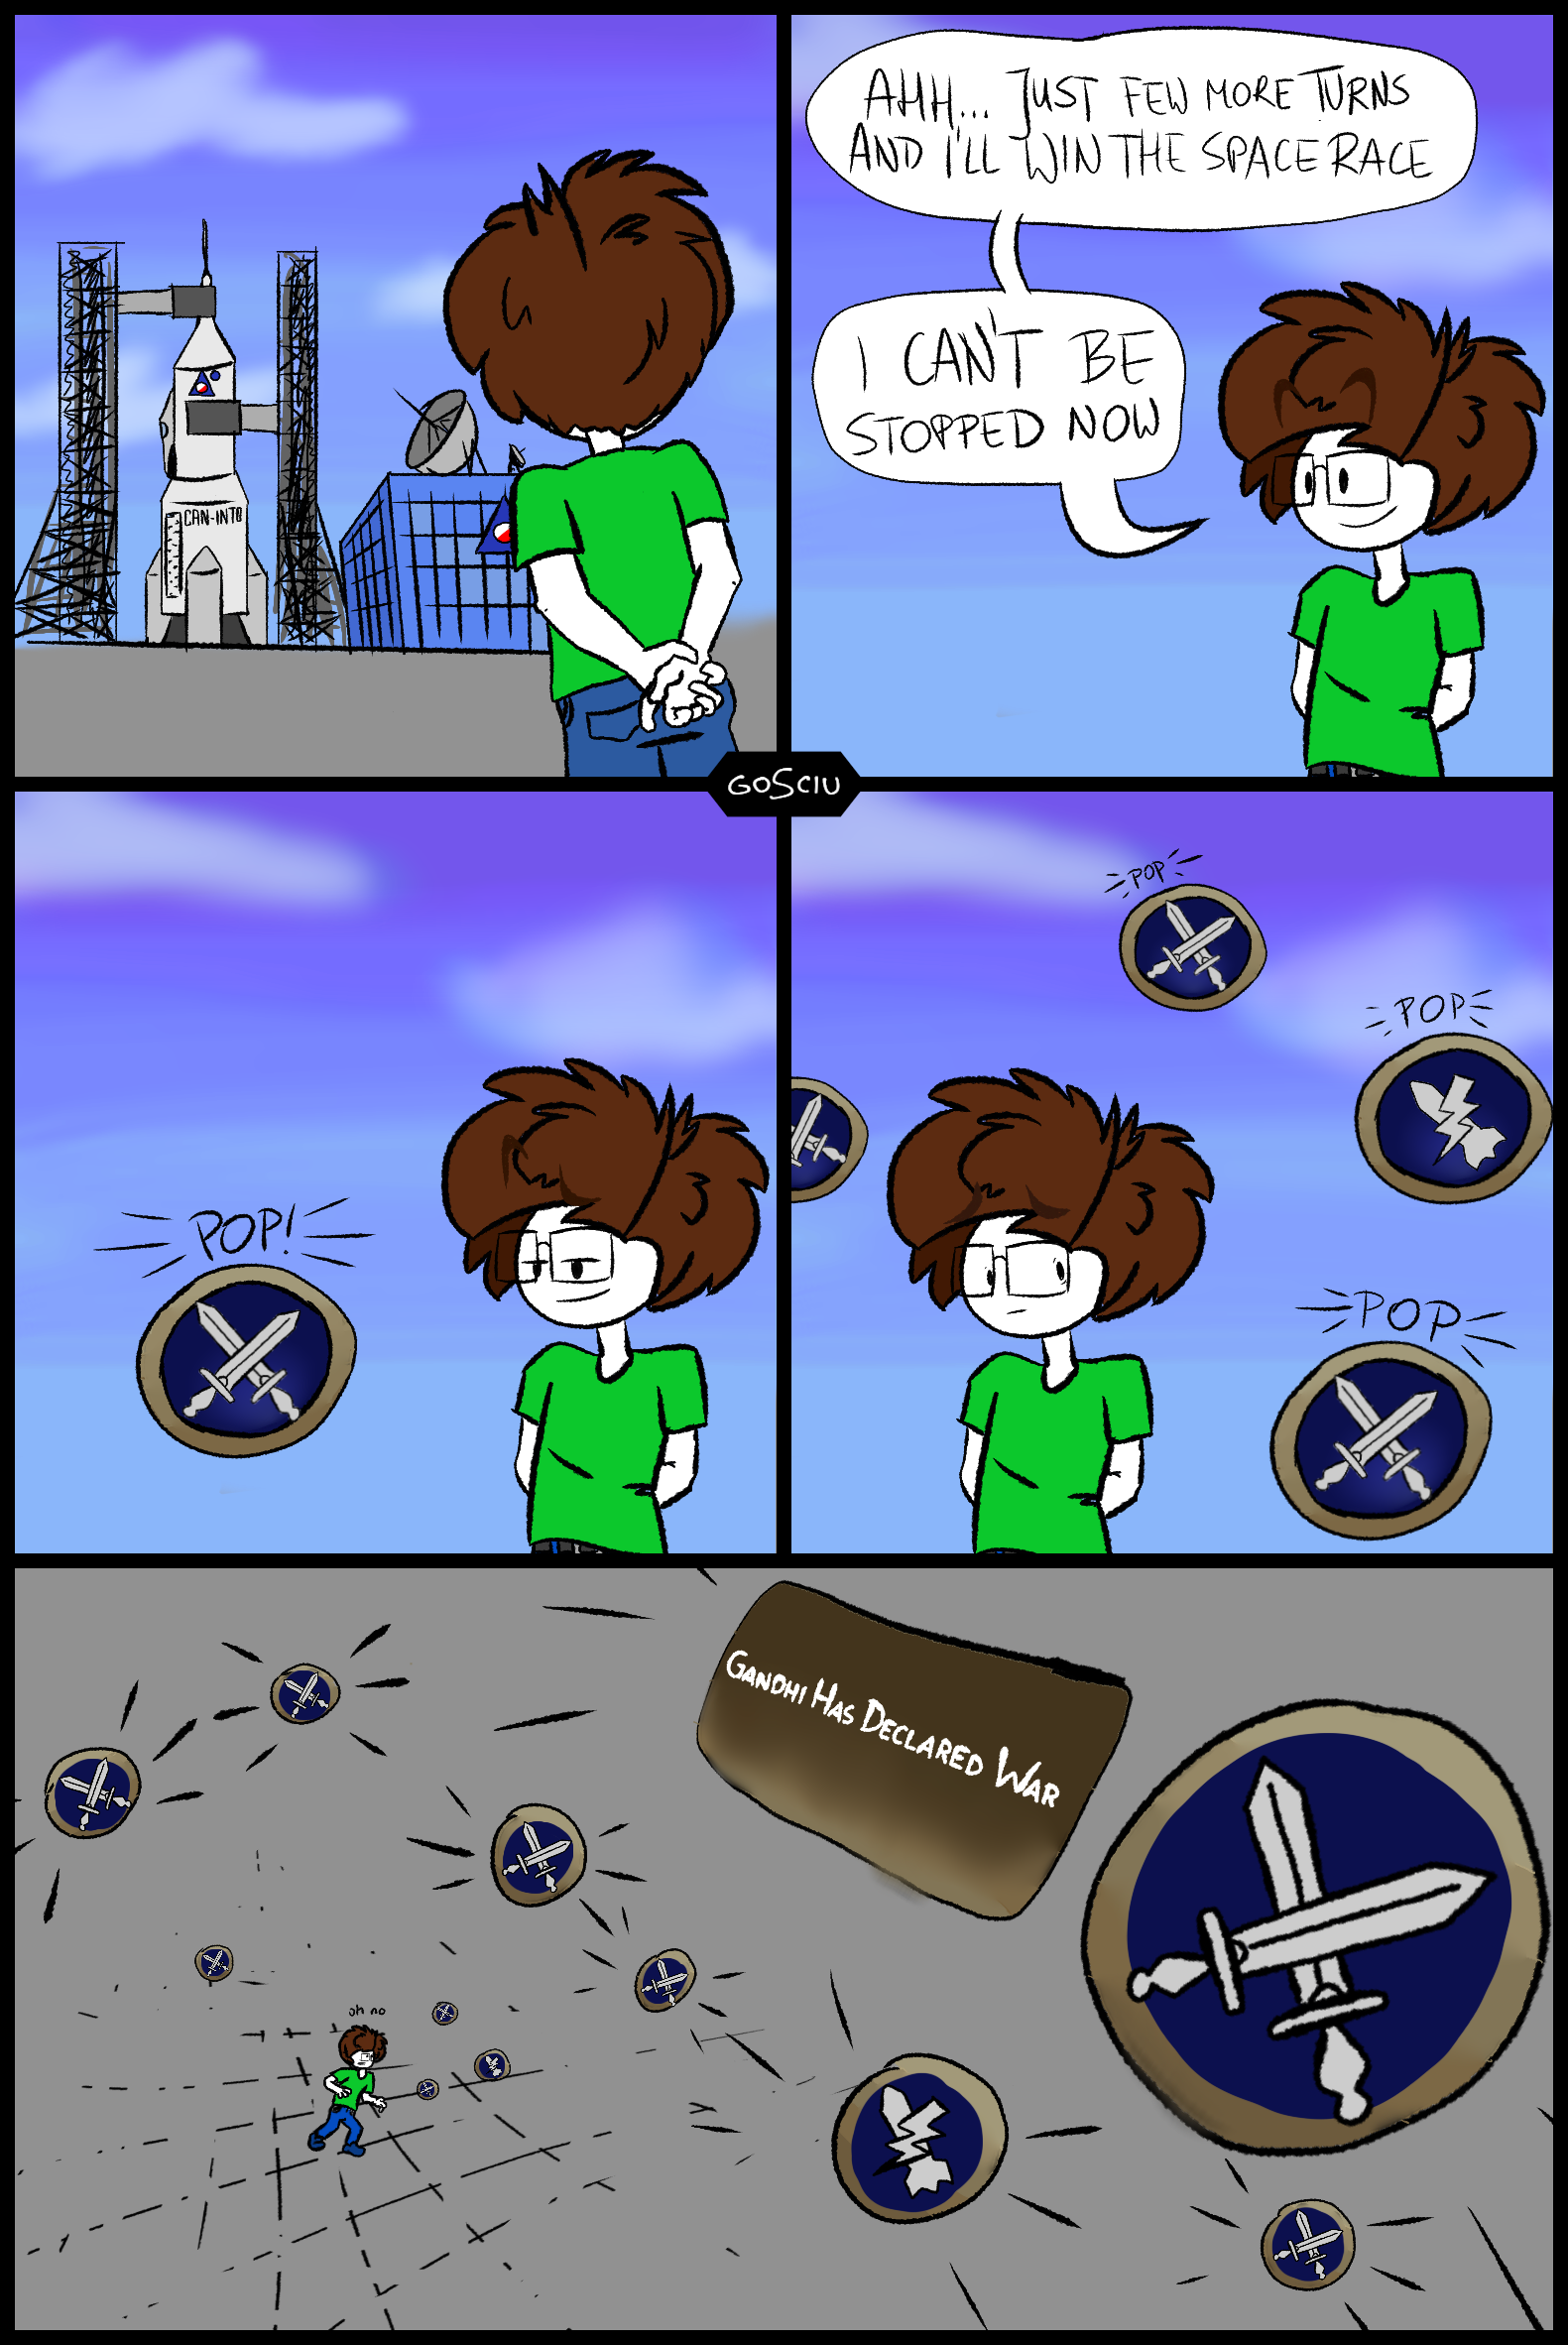 CAN-INTO
AHH... JUST FEW MORE TURNS
AND I'LL WIN THE SPACE RACE
I CAN'T BE
STOPPED NOW
GOSCIU
POP!
POP
POP
POP
GANDHI HAS DECLARED WAR
oh no